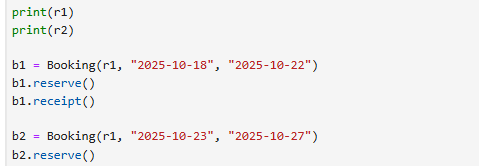 print(r1)
print(r2)
b1 = Booking(r1, "2025-10-18", "2025-10-22")
b1.reserve()
b1.receipt()
b2 = Booking(r1, "2025-10-23", "2025-10-27")
b2.reserve()